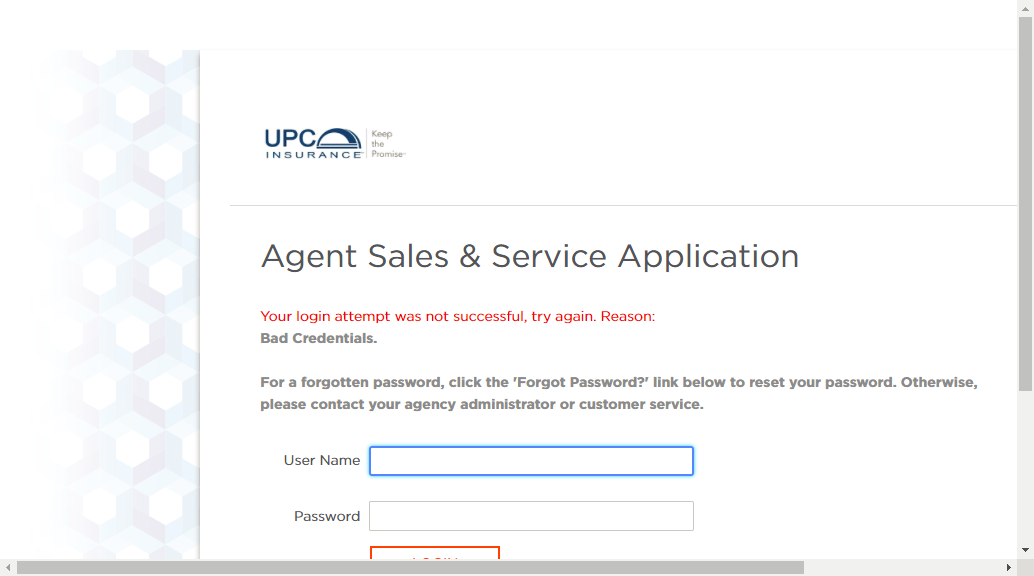 UPC
INSURANCE
Keep
the
Promise
Agent Sales & Service Application
Your login attempt was not successful, try again. Reason:
Bad Credentials.
For a forgotten password, click the 'Forgot Password?' link below to reset your password. Otherwise,
please contact your agency administrator or customer service.
User Name
Password